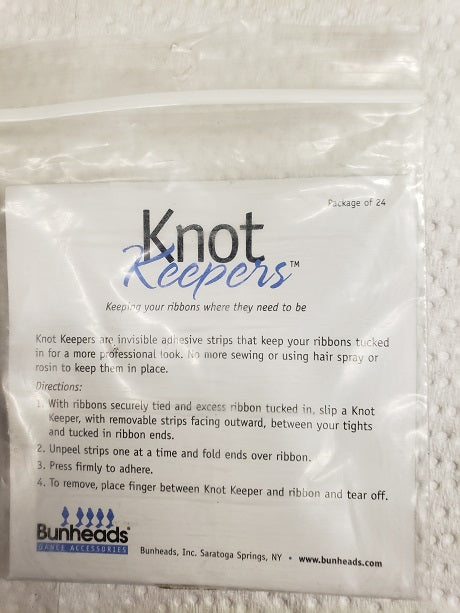 Package of 24
Knot
Keepers™
Keeping your ribbons where they need to be
Knot Keepers are invisible adhesive strips that keep your ribbons tucked
in for a more professional look. No more sewing or using hair spray or
rosin to keep them in place.
Directions:
1. With ribbons securely tied and excess ribbon tucked in, slip a Knot
Keeper, with removable strips facing outward, between your tights
and tucked in ribbon ends.
2. Unpeel strips one at a time and fold ends over ribbon.
3. Press firmly to adhere.
4. To remove, place finger between Knot Keeper and ribbon and tear off.
Bunheads®
DANCE ACCESSORIES
Bunheads, Inc. Saratoga Springs, NY • www.bunheads.com